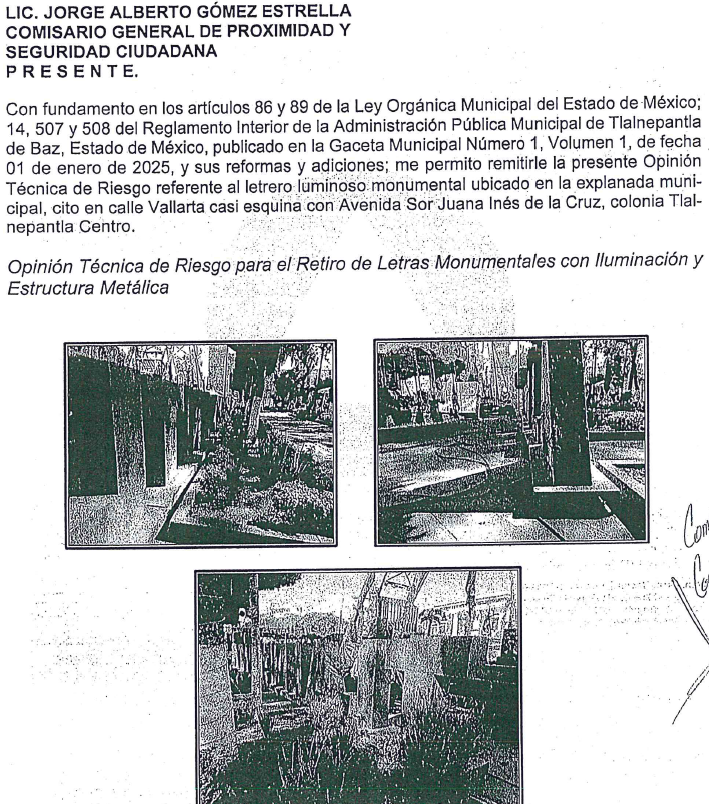 LIC. JORGE ALBERTO GÓMEZ ESTRELLA
COMISARIO GENERAL DE PROXIMIDAD Y
SEGURIDAD CIUDADANA
P R E S E N T E.
Con fundamento en los artículos 86 y 89 de la Ley Orgánica Municipal del Estado de México;
14, 507 y 508 del Reglamento Interior de la Administración Pública Municipal de Tlalnepantla
de Baz, Estado de México, publicado en la Gaceta Municipal Número 1, Volumen 1, de fecha
01 de enero de 2025, y sus reformas y adiciones; me permito remitirle la presente Opinión
Técnica de Riesgo referente al letrero luminoso monumental ubicado en la explanada muni-
cipal, cito en calle Vallarta casi esquina con Avenida Sor Juana Inés de la Cruz, colonia Tlal-
nepantla Centro.
Opinión Técnica de Riesgo para el Retiro de Letras Monumentales con Iluminación y
Estructura Metálica